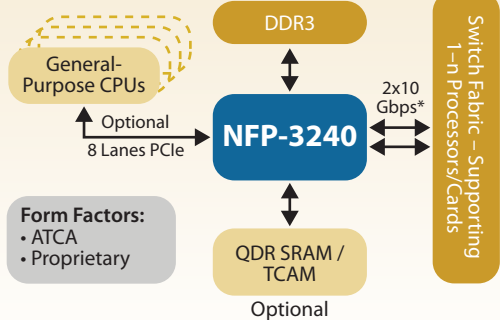 DDR3
General-
Purpose CPUs
Optional
8 Lanes PCIe
NFP-3240
2x10
Gbps*
Switch Fabric – Supporting
1–n Processors/Cards
Form Factors:
• ATCA
• Proprietary
QDR SRAM /
TCAM
Optional